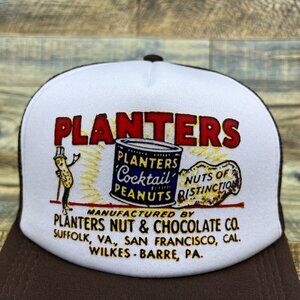 PLANTERS
PLANTERS
"Cocktail"
PEANUTS
NUTS OF
DISTINCTION
MANUFACTURED BY
PLANTERS NUT & CHOCOLATE CO.
SUFFOLK, VA., SAN FRANCISCO, CAL.
WILKES-BARRE, PA.